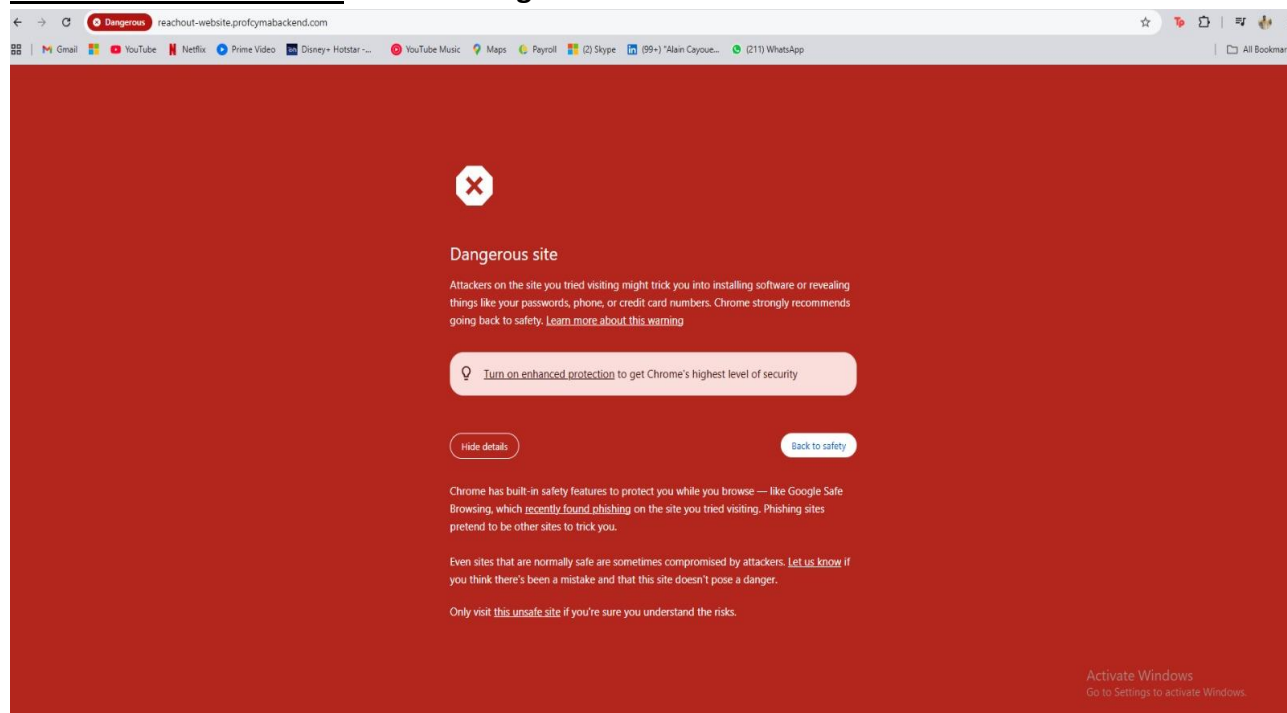 Dangerous
reachout-website.profcymabackend.com
Gmail YouTube Netflix Prime Video Disney+ Hotstar -... YouTube Music Maps Payroll (2) Skype (99+) "Alain Cayoue... (211) WhatsApp All Bookmar
Dangerous site
Attackers on the site you tried visiting might trick you into installing software or revealing
things like your passwords, phone, or credit card numbers. Chrome strongly recommends
going back to safety. Learn more about this warning
Turn on enhanced protection to get Chrome's highest level of security
Hide details
Back to safety
Chrome has built-in safety features to protect you while you browse — like Google Safe
Browsing, which recently found phishing on the site you tried visiting. Phishing sites
pretend to be other sites to trick you.
Even sites that are normally safe are sometimes compromised by attackers. Let us know if
you think there's been a mistake and that this site doesn't pose a danger.
Only visit this unsafe site if you're sure you understand the risks.
Activate Windows
Go to Settings to activate Windows.